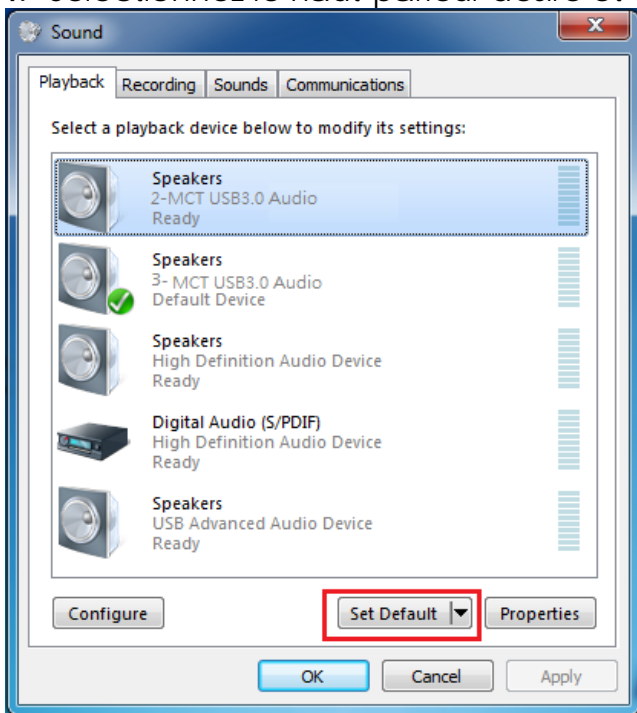 Sound
Playback Recording Sounds Communications
Select a playback device below to modify its settings:
Speakers
2-MCT USB3.0 Audio
Ready
Speakers
3- MCT USB3.0 Audio
Default Device
Speakers
High Definition Audio Device
Ready
Digital Audio (S/PDIF)
High Definition Audio Device
Ready
Speakers
USB Advanced Audio Device
Ready
Configure Set Default Properties
OK Cancel Apply